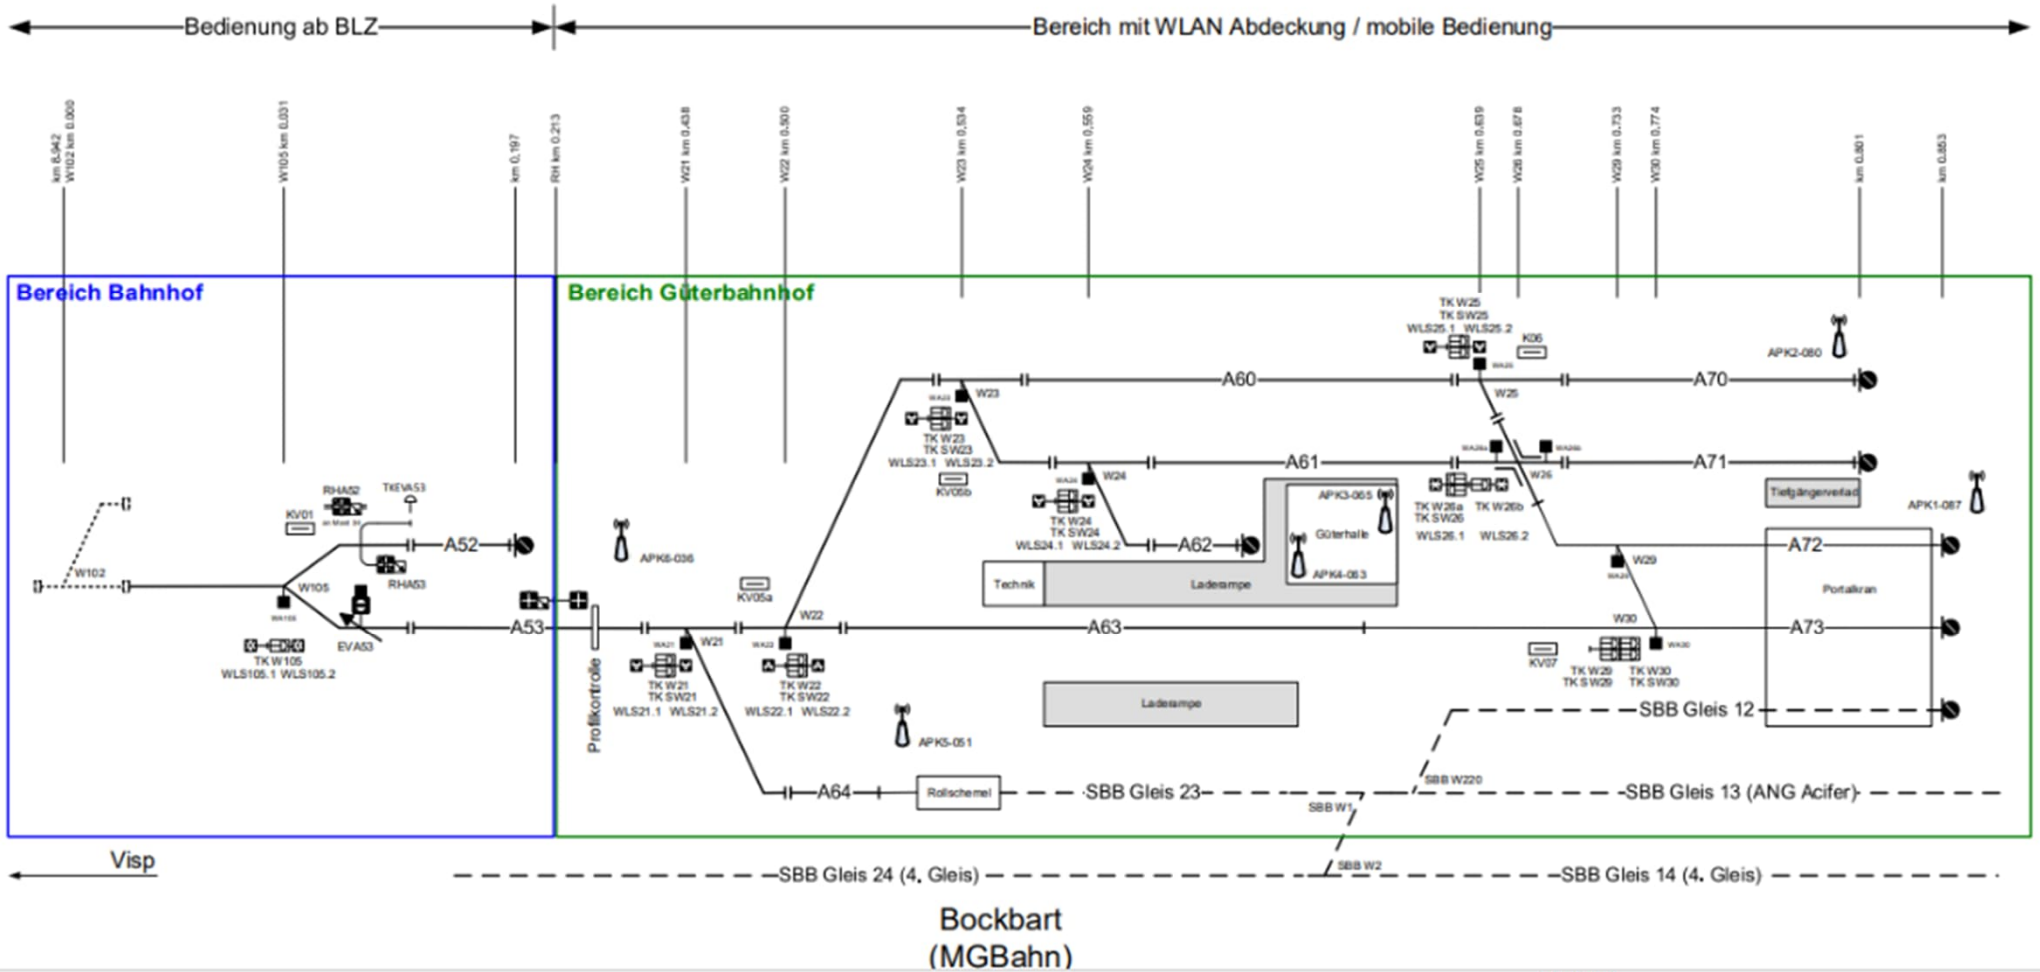 Bedienung ab BLZ
Bereich mit WLAN Abdeckung / mobile Bedienung
km 8.942
W102 km 0.000
W105 km 0.031
km 0,197
RH km 0.213
W21 km 0.438
W22 km 0.500
W23 km 0,534
W24 km 0,559
W25 km 0.639
W26 km 0.678
W29 km 0.733
W30 km 0,774
km 0.801
km 0.853
Bereich Bahnhof
Bereich Güterbahnhof
TK W25
TK SW25
WLS25.1 WLS25.2
K06
APK2-080
A60
W25
A70
WA23
W23
TK W23
TK SW23
WLS23.1 WLS23.2
KV05b
A61
W26
A71
W24
TK W24
TK SW24
WLS24.1 WLS24.2
A62
APK3-065
Güterhalle
APK4-063
TK W26a TK W26b
TK SW26
WLS26.1 WLS26.2
Tiefgängerverlad
APK1-087
RHA52
TKEVA53
KV01
A52
RHA53
W102
W105
WA105
EVA53
TK W105
WLS105.1 WLS105.2
A53
APK6-036
KV05a
Profilkontrolle
Technik
Laderampe
A72
W29
Portalkran
W22
W21
WA21
WA22
A63
W30
A73
WA30
KV07
TK W21
TK SW21
WLS21.1 WLS21.2
TK W22
TK SW22
WLS22.1 WLS22.2
TK W29 TK W30
TK SW29 TK SW30
Laderampe
SBB Gleis 12
APK5-051
A64
Rollschemel
SBB Gleis 23
SBB W220
SBB Gleis 13 (ANG Acifer)
SBB W1
Visp
SBB W2
SBB Gleis 24 (4. Gleis)
SBB Gleis 14 (4. Gleis)
Bockbart
(MGBahn)